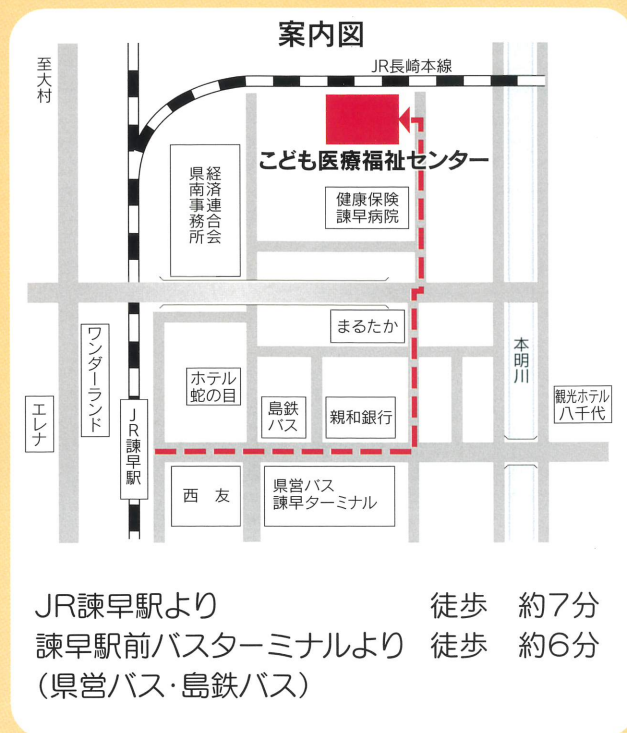 案内図
至大村
JR長崎本線
こども医療福祉センター
経済連合会
県南事務所
健康保険
諫早病院
まるたか
ワンダーランド
エレナ
JR諫早駅
ホテル
蛇の目
島鉄
バス
親和銀行
本明川
観光ホテル
八千代
西　友
県営バス
諫早ターミナル
JR諫早駅より　徒歩　約7分
諫早駅前バスターミナルより　徒歩　約6分
(県営バス・島鉄バス)